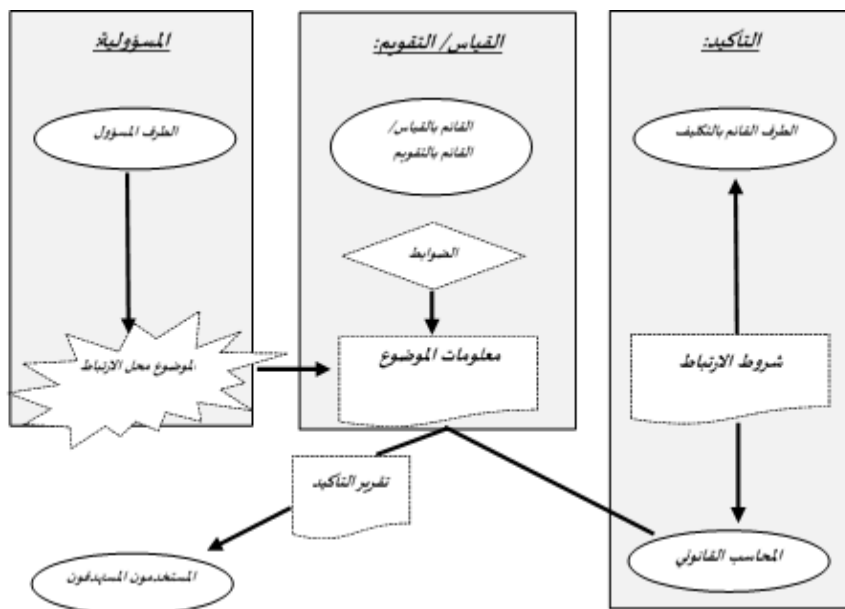 التأكيد:
القياس/ التقويم:
المسؤولية:
الطرف القائم بالتكليف
القائم بالقياس/
القائم بالتقويم
الطرف المسؤول
الضوابط
شروط الارتباط
معلومات الموضوع
الموضوع محل الارتباط
تقرير التأكيد
المحاسب القانوني
المستخدمون المستهدفون